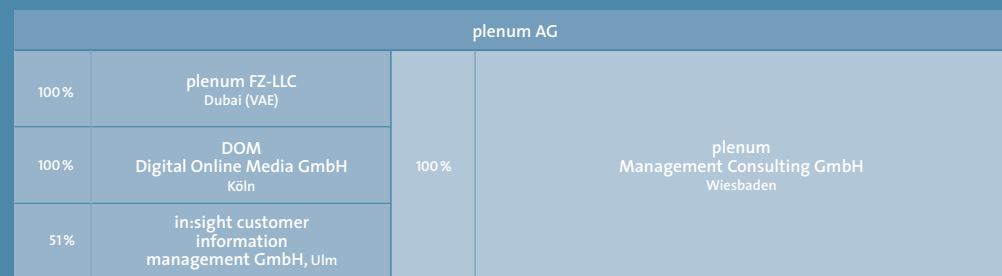 plenum AG
100 %
plenum FZ-LLC
Dubai (VAE)
100 %
DOM
Digital Online Media GmbH
Köln
51 %
in:sight customer
information
management GmbH, Ulm
100 %
plenum
Management Consulting GmbH
Wiesbaden